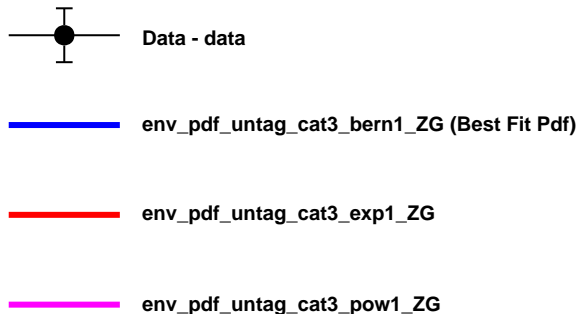 Data - data
env_pdf_untag_cat3_bern1_ZG (Best Fit Pdf)
env_pdf_untag_cat3_exp1_ZG
env_pdf_untag_cat3_pow1_ZG